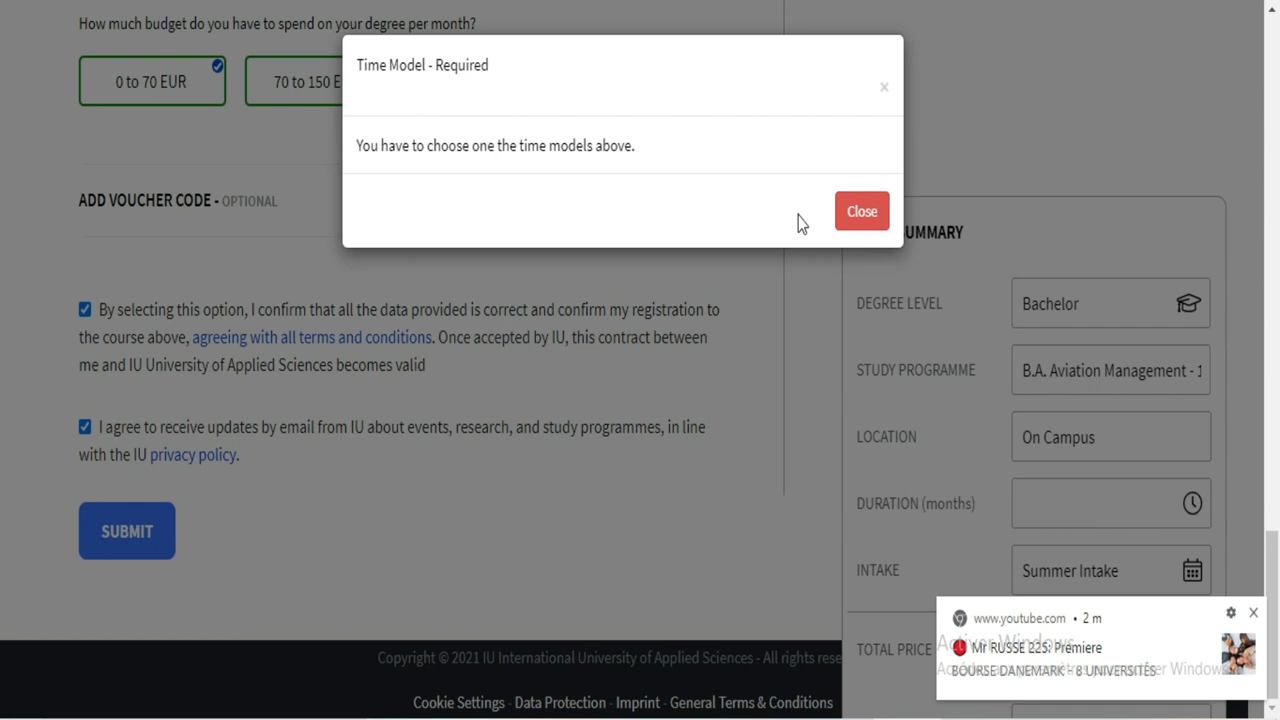 How much budget do you have to spend on your degree per month?
0 to 70 EUR
70 to 150 E
Time Model - Required
×
You have to choose one the time models above.
Close
ADD VOUCHER CODE - OPTIONAL
By selecting this option, I confirm that all the data provided is correct and confirm my registration to
the course above, agreeing with all terms and conditions. Once accepted by IU, this contract between
me and IU University of Applied Sciences becomes valid
I agree to receive updates by email from IU about events, research, and study programmes, in line
with the IU privacy policy.
SUBMIT
UMMARY
DEGREE LEVEL
Bachelor
STUDY PROGRAMME
B.A. Aviation Management - 1
LOCATION
On Campus
DURATION (months)
INTAKE
Summer Intake
TOTAL PRICE
www.youtube.com • 2 m
Activer Windows
Mr RUSSE 225: Première
BOURSE DANEMARK - 8 UNIVERSITÉS
Windows
Copyright © 2021 IU International University of Applied Sciences - All rights rese
Cookie Settings - Data Protection - Imprint - General Terms & Conditions